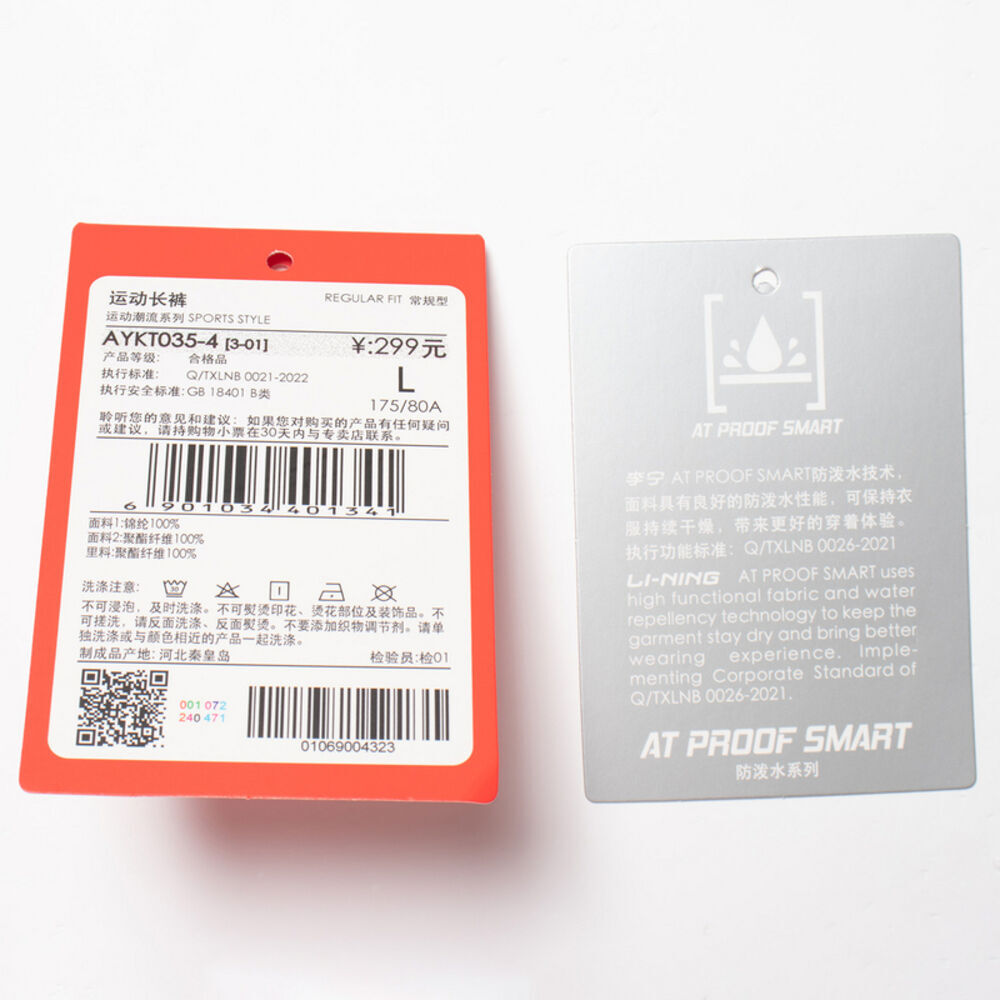 运动长裤 REGULAR FIT 常规型
运动潮流系列 SPORTS STYLE
AYKT035-4 [3-01] ¥:299元
产品等级: 合格品
执行标准: Q/TXLNB 0021-2022
L
执行安全标准:GB 18401 B类
175/80A
聆听您的意见和建议: 如果您对购买的产品有任何疑问
或建议, 请持购物小票在30天内与专卖店联系。
6 901034 401341
面料1:锦纶100%
面料2:聚酯纤维100%
里料:聚酯纤维100%
洗涤注意:
不可浸泡, 及时洗涤。不可熨烫印花、烫花部位及装饰品。不
可搓洗, 请反面洗涤、反面熨烫。不要添加织物调节剂。请单
独洗涤或与颜色相近的产品一起洗涤。
制成品产地: 河北秦皇岛 检验员:检01
001 072
240 471
01069004323
AT PROOF SMART
李宁 AT PROOF SMART防泼水技术,
面料具有良好的防泼水性能, 可保持衣
服持续干燥, 带来更好的穿着体验。
执行功能标准: Q/TXLNB 0026-2021
LI-NING AT PROOF SMART uses
high functional fabric and water
repellency technology to keep the
garment stay dry and bring better
wearing experience. Imple-
menting Corporate Standard of
Q/TXLNB 0026-2021.
AT PROOF SMART
防泼水系列